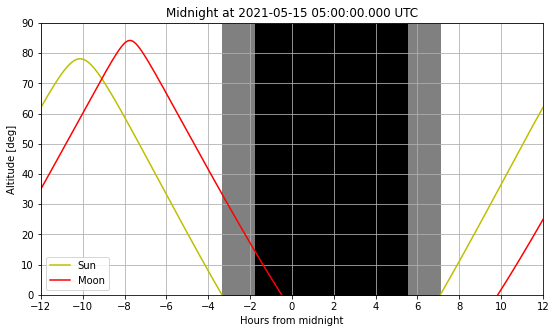 Midnight at 2021-05-15 05:00:00.000 UTC
90
80
70
60
50
40
30
20
10
0
Altitude [deg]
Sun
Moon
−12 −10 −8 −6 −4 −2 0 2 4 6 8 10 12
Hours from midnight